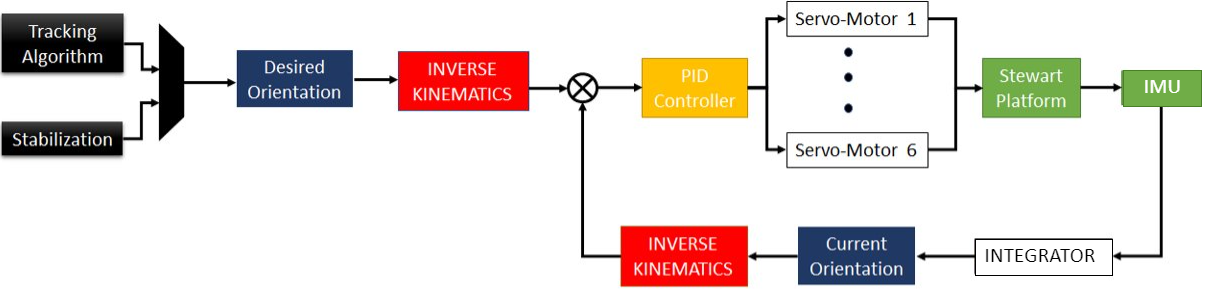 Tracking
Algorithm
Stabilization
Desired
Orientation
INVERSE
KINEMATICS
PID
Controller
Servo-Motor 1
Servo-Motor 6
Stewart
Platform
IMU
INTEGRATOR
Current
Orientation
INVERSE
KINEMATICS